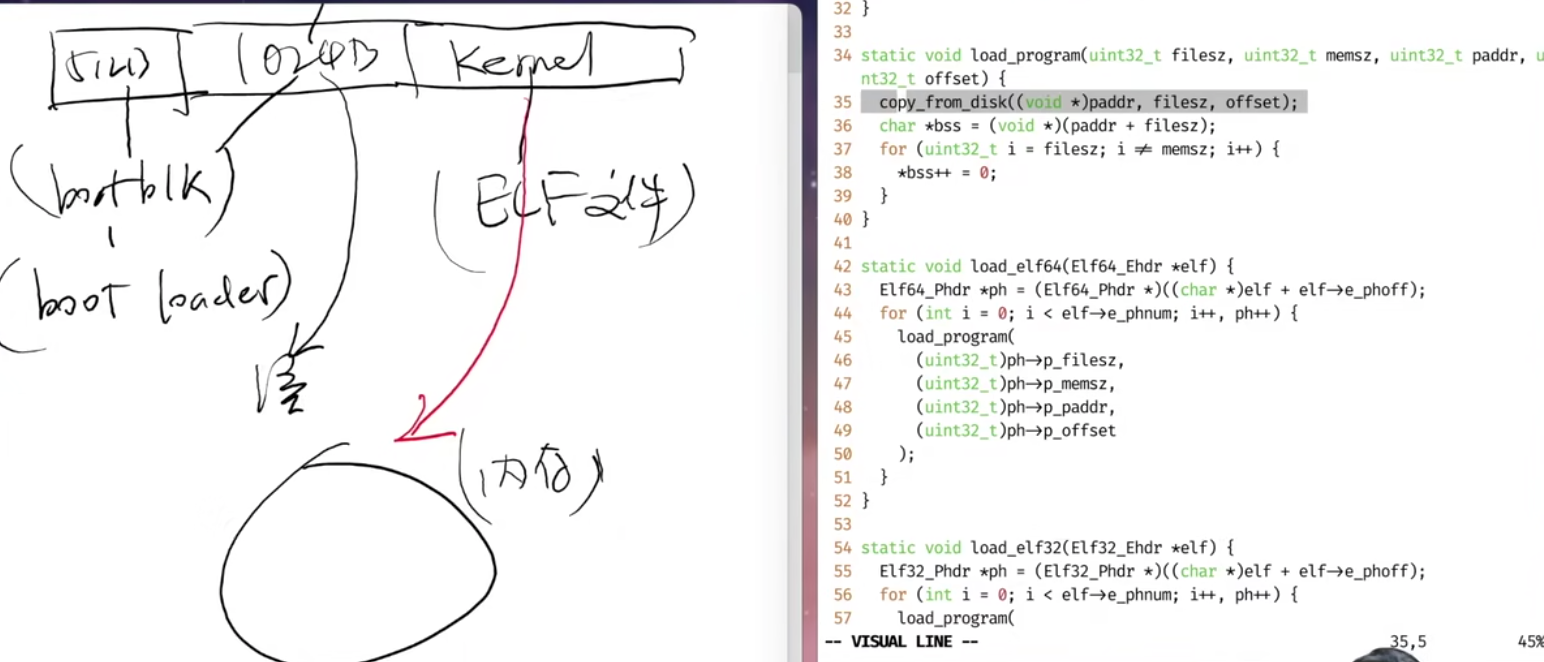 512B 1024B Kernel
(boot blk)
(ELF
(boot loader)
(内存)
32 }
33
34 static void load_program(uint32_t filesz, uint32_t memsz, uint32_t paddr, u
nt32_t offset) {
35 copy_from_disk((void *)paddr, filesz, offset);
36 char *bss = (void *)(paddr + filesz);
37 for (uint32_t i = filesz; i ≠ memsz; i++) {
38 *bss++ = 0;
39 }
40 }
41
42 static void load_elf64(Elf64_Ehdr *elf) {
43 Elf64_Phdr *ph = (Elf64_Phdr *)((char *)elf + elf→e_phoff);
44 for (int i = 0; i < elf→e_phnum; i++, ph++) {
45 load_program(
46 (uint32_t)ph→p_filesz,
47 (uint32_t)ph→p_memsz,
48 (uint32_t)ph→p_paddr,
49 (uint32_t)ph→p_offset
50 );
51 }
52 }
53
54 static void load_elf32(Elf32_Ehdr *elf) {
55 Elf32_Phdr *ph = (Elf32_Phdr *)((char *)elf + elf→e_phoff);
56 for (int i = 0; i < elf→e_phnum; i++, ph++) {
57 load_program(
-- VISUAL LINE -- 35,5 45%